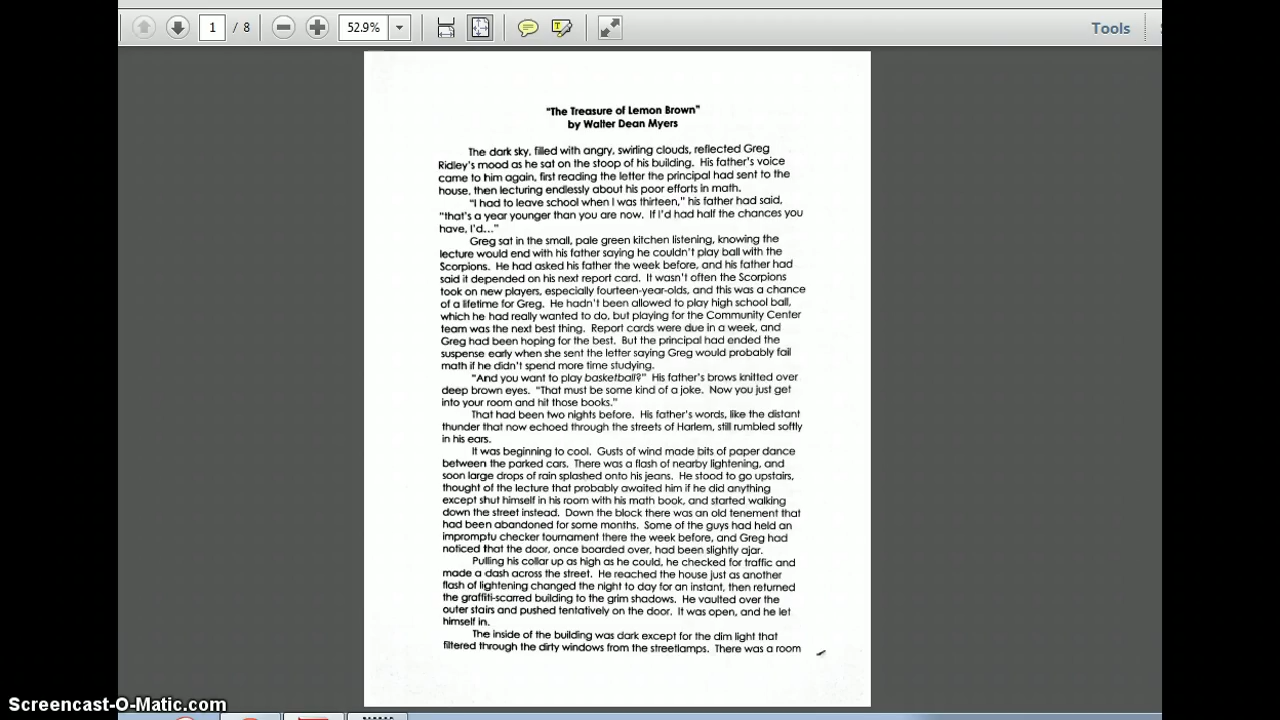 1 / 8 52.9% Tools
"The Treasure of Lemon Brown"
by Walter Dean Myers
The dark sky, filled with angry, swirling clouds, reflected Greg
Ridley's mood as he sat on the stoop of his building. His father's voice
came to him again, first reading the letter the principal had sent to the
house, then lecturing endlessly about his poor efforts in math.
"I had to leave school when I was thirteen," his father had said,
"that's a year younger than you are now. If I'd had half the chances you
have, I'd..."
Greg sat in the small, pale green kitchen listening, knowing the
lecture would end with his father saying he couldn't play ball with the
Scorpions. He had asked his father the week before, and his father had
said it depended on his next report card. It wasn't often the Scorpions
took on new players, especially fourteen-year-olds, and this was a chance
of a lifetime for Greg. He hadn't been allowed to play high school ball,
which he had really wanted to do, but playing for the Community Center
team was the next best thing. Report cards were due in a week, and
Greg had been hoping for the best. But the principal had ended the
suspense early when she sent the letter saying Greg would probably fail
math if he didn't spend more time studying.
"And you want to play basketball?" His father's brows knitted over
deep brown eyes. "That must be some kind of a joke. Now you just get
into your room and hit those books."
That had been two nights before. His father's words, like the distant
thunder that now echoed through the streets of Harlem, still rumbled softly
in his ears.
It was beginning to cool. Gusts of wind made bits of paper dance
between the parked cars. There was a flash of nearby lightening, and
soon large drops of rain splashed onto his jeans. He stood to go upstairs,
thought of the lecture that probably awaited him if he did anything
except shut himself in his room with his math book, and started walking
down the street instead. Down the block there was an old tenement that
had been abandoned for some months. Some of the guys had held an
impromptu checker tournament there the week before, and Greg had
noticed that the door, once boarded over, had been slightly ajar.
Pulling his collar up as high as he could, he checked for traffic and
made a dash across the street. He reached the house just as another
flash of lightening changed the night to day for an instant, then returned
the graffiti-scarred building to the grim shadows. He vaulted over the
outer stairs and pushed tentatively on the door. It was open, and he let
himself in.
The inside of the building was dark except for the dim light that
filtered through the dirty windows from the streetlamps. There was a room
Screencast-O-Matic.com